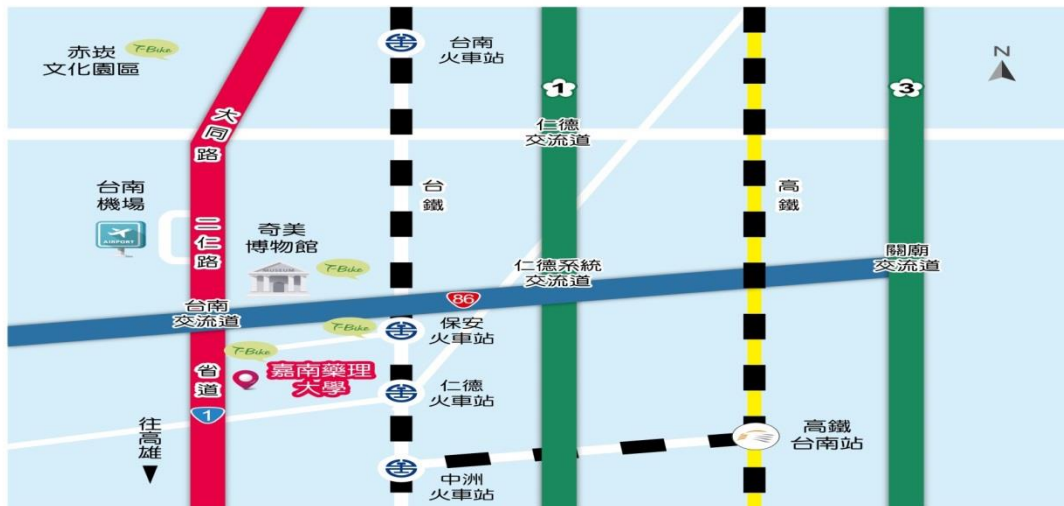 赤崁
文化園區
T-Bike
台南
火車站
N
1
3
大同路
仁德
交流道
台南
機場
AIRPORT
二仁路
奇美
博物館
MUSEUM
T-Bike
台鐵
高鐵
仁德系統
交流道
關廟
交流道
86
台南
交流道
T-Bike
保安
火車站
T-Bike
省道
1
嘉南藥理
大學
仁德
火車站
往高雄
高鐵
台南站
中洲
火車站